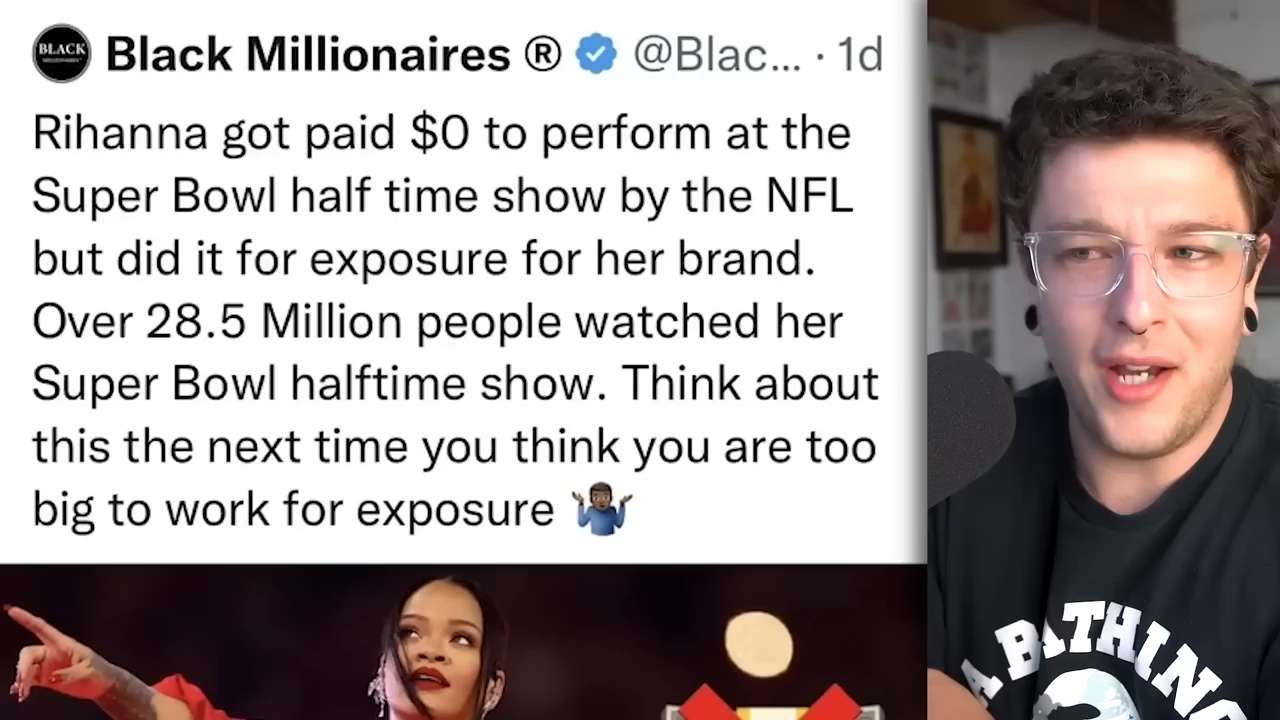 BLACK
Black Millionaires ® @Blac... · 1d
Rihanna got paid $0 to perform at the
Super Bowl half time show by the NFL
but did it for exposure for her brand.
Over 28.5 Million people watched her
Super Bowl halftime show. Think about
this the next time you think you are too
big to work for exposure 🤷🏿‍♂️
A BATHING